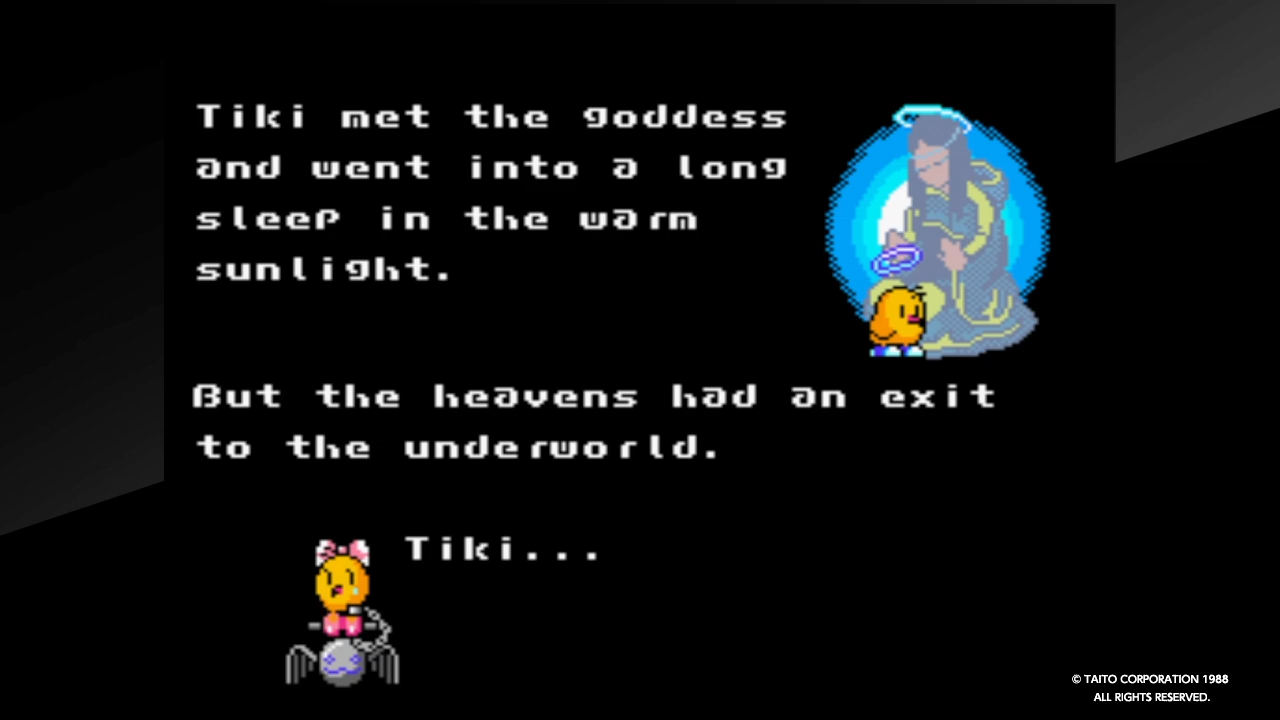 Tiki met the goddess
and went into a long
sleep in the warm
sunlight.
But the heavens had an exit
to the underworld.
Tiki...
© TAITO CORPORATION 1988
ALL RIGHTS RESERVED.